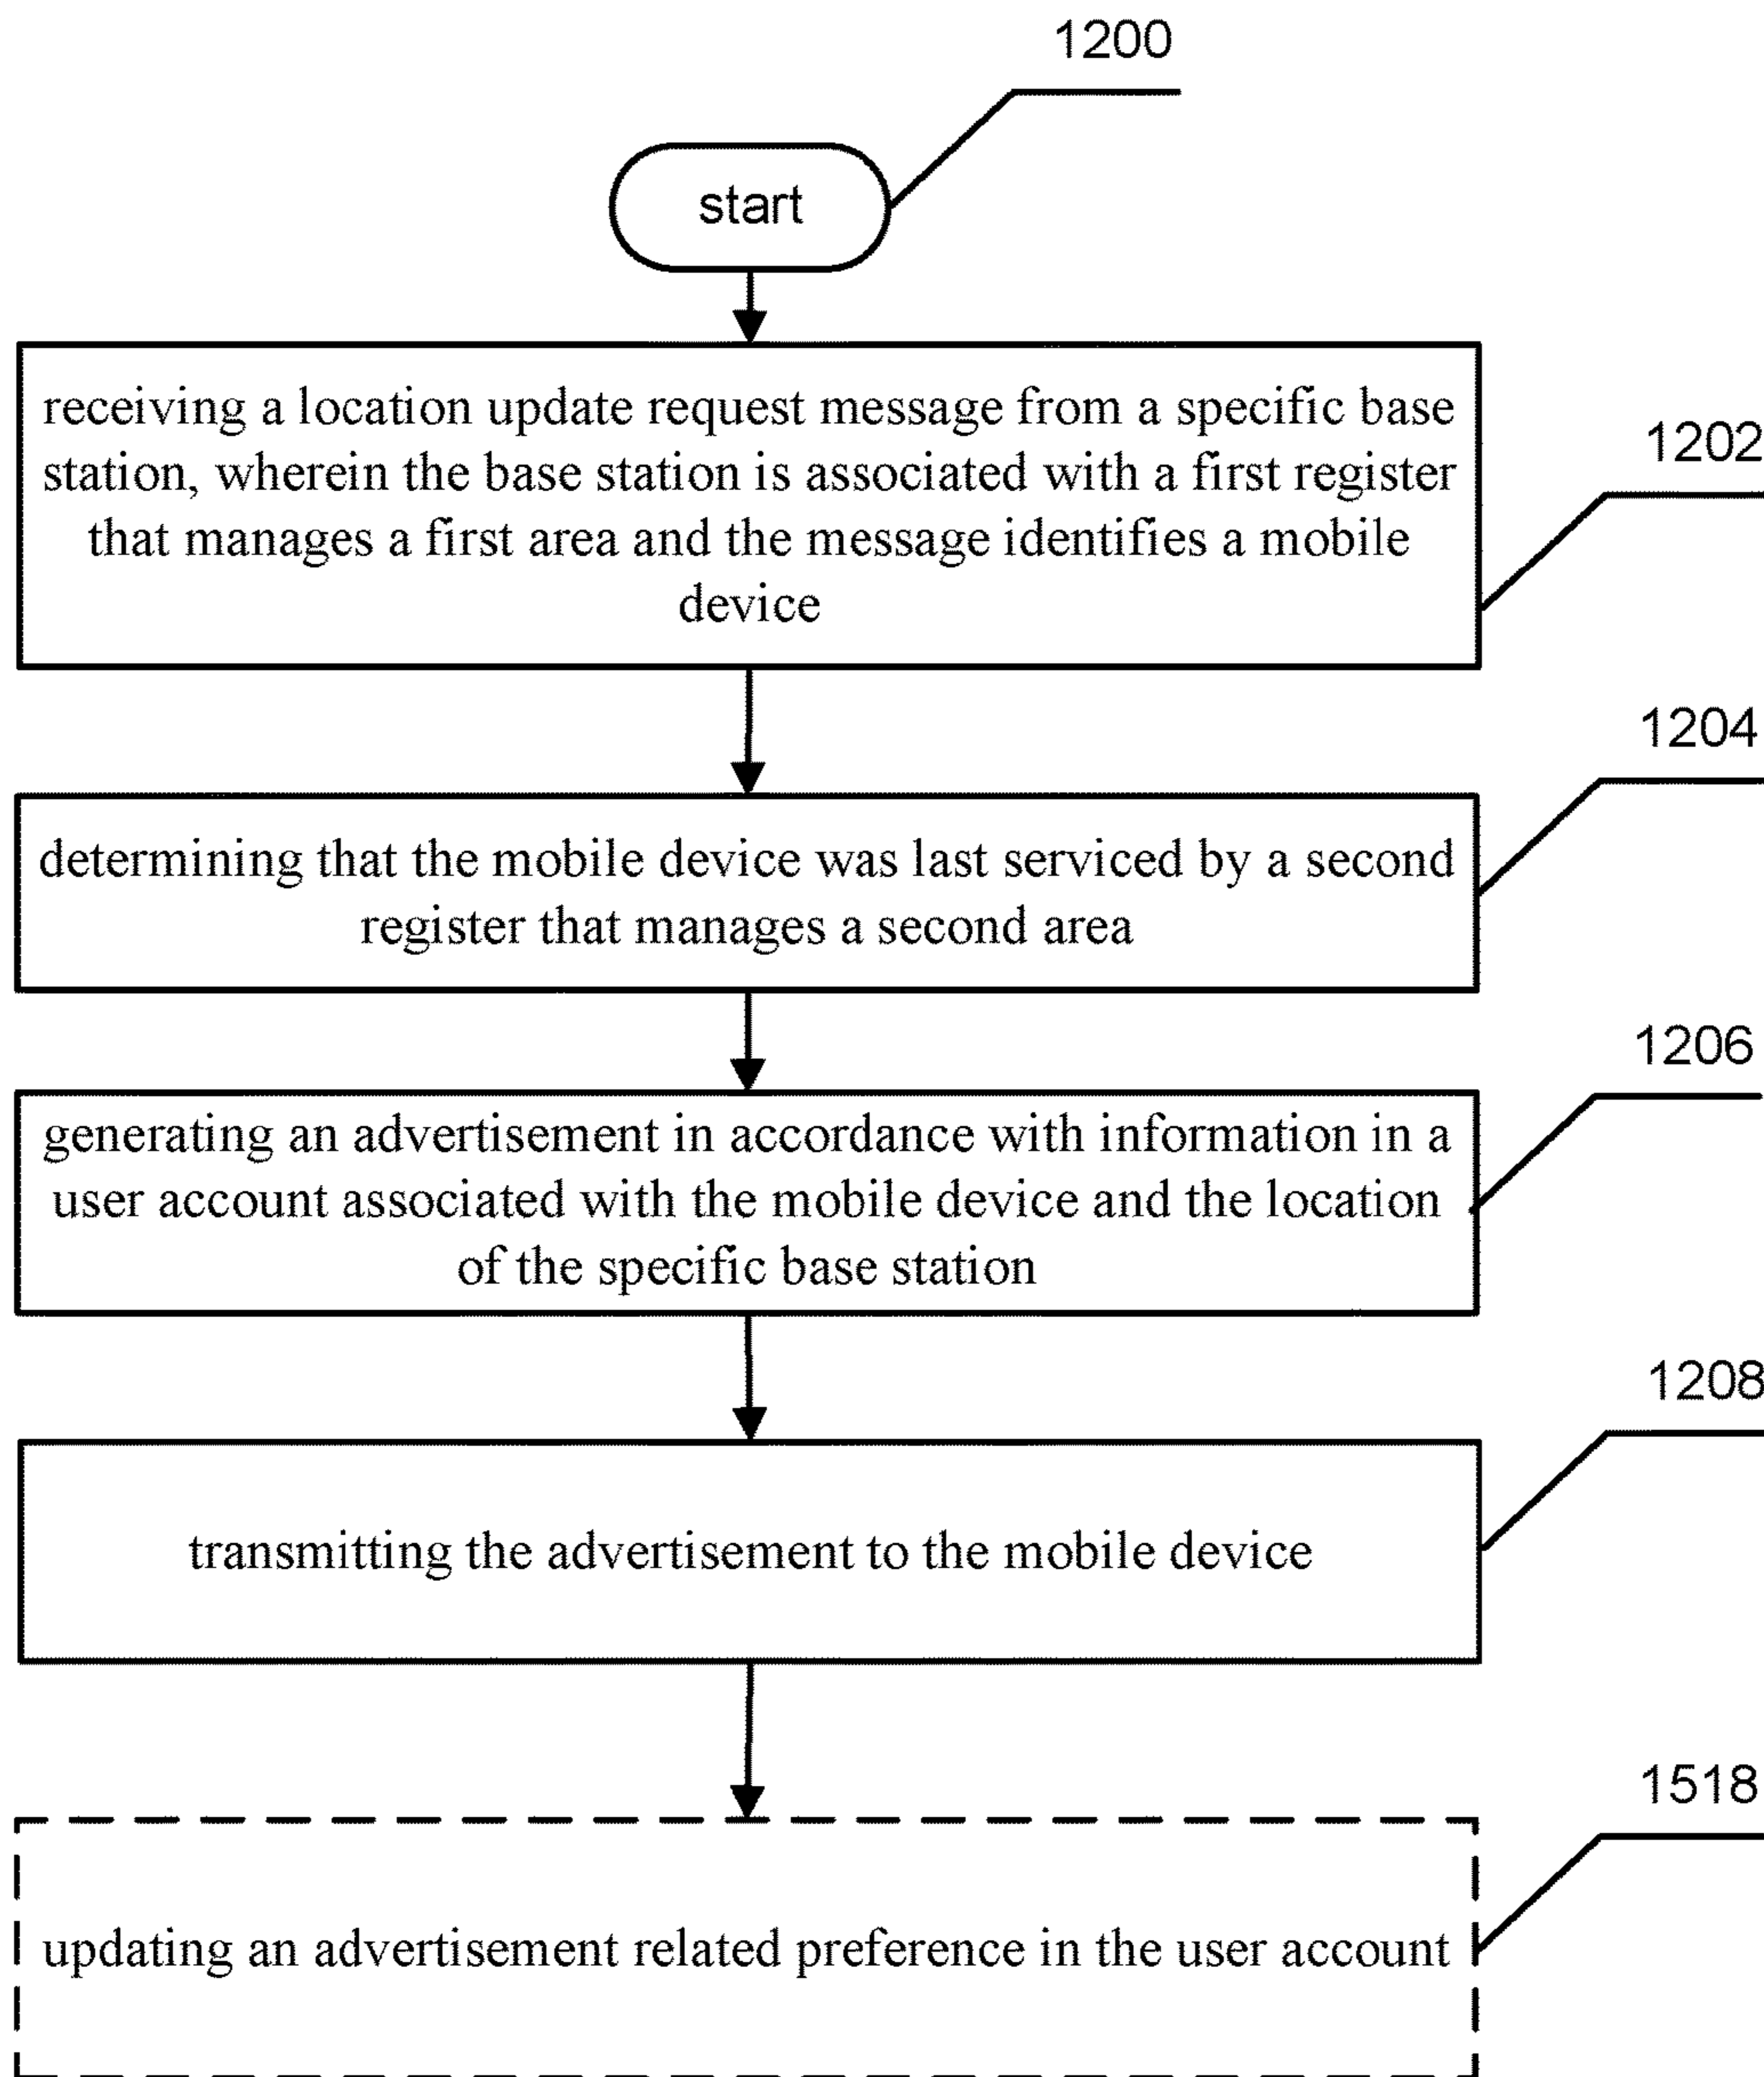 1200
start
receiving a location update request message from a specific base
station, wherein the base station is associated with a first register
that manages a first area and the message identifies a mobile
device
1202
determining that the mobile device was last serviced by a second
register that manages a second area
1204
generating an advertisement in accordance with information in a
user account associated with the mobile device and the location
of the specific base station
1206
transmitting the advertisement to the mobile device
1208
updating an advertisement related preference in the user account
1518